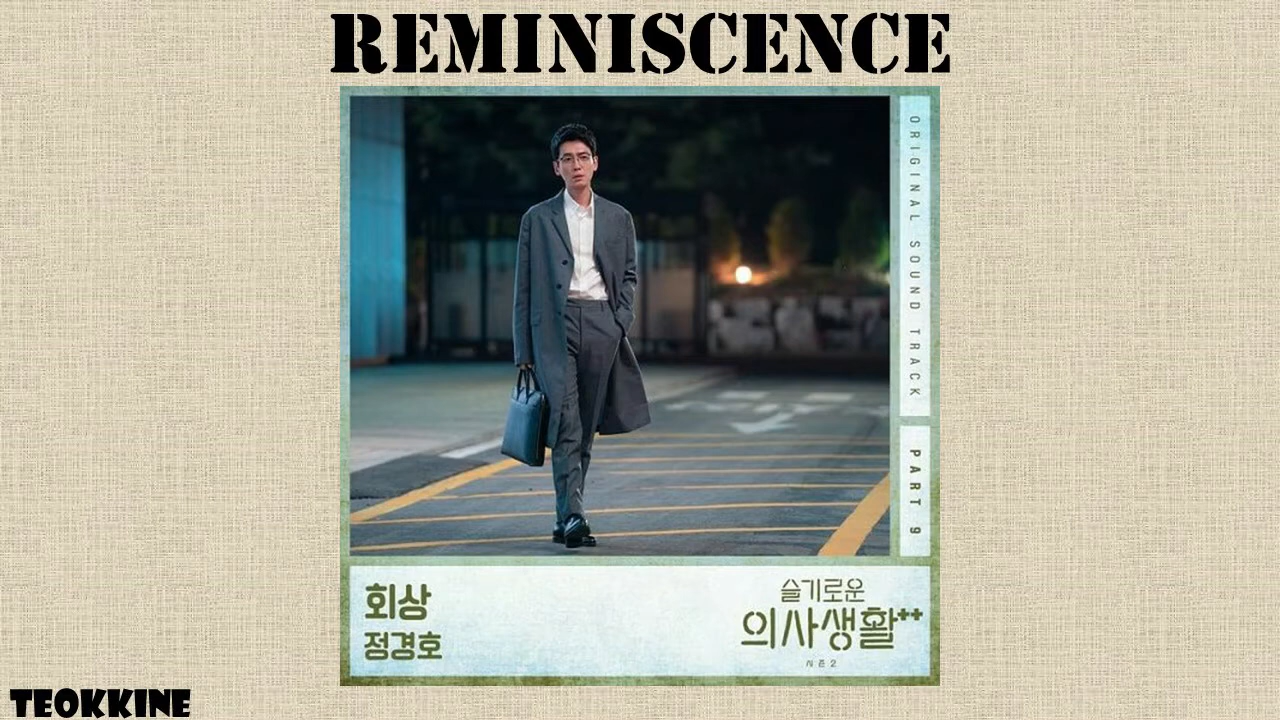 REMINISCENCE
ORIGINAL SOUND TRACK
PART 9
회상
정경호
슬기로운
의사생활++
시즌 2
TEOKKINE